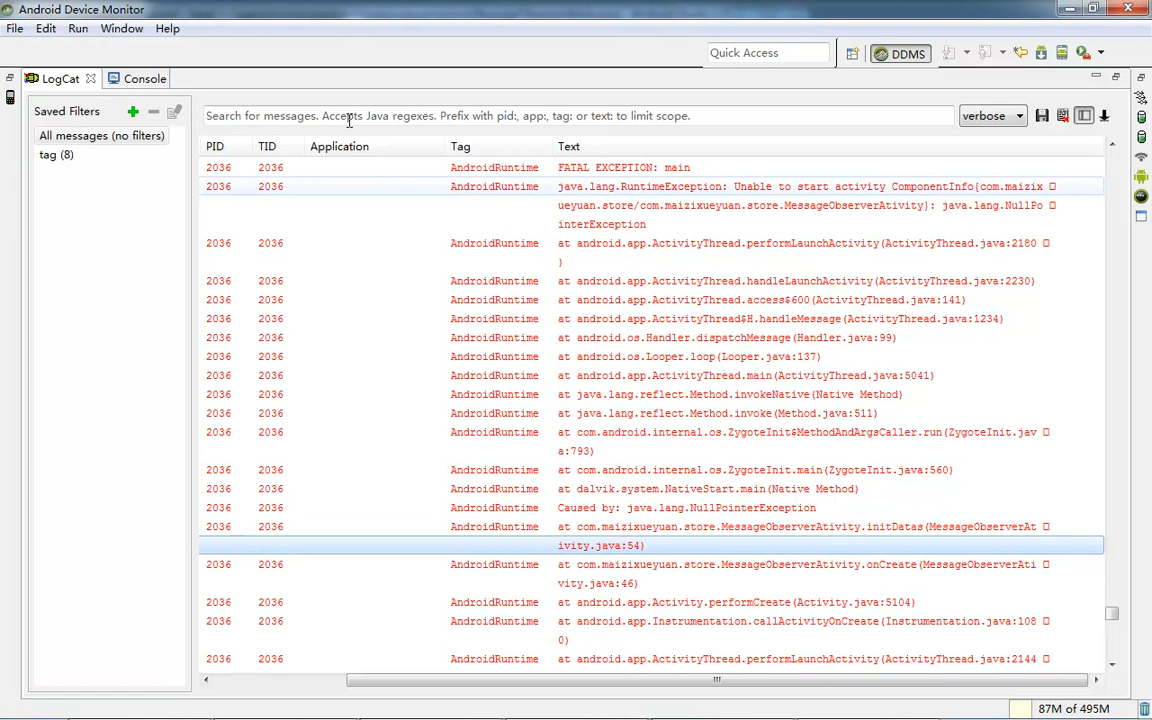 Android Device Monitor
File Edit Run Window Help
Quick Access DDMS
LogCat Console
Saved Filters
Search for messages. Accepts Java regexes. Prefix with pid:, app:, tag: or text: to limit scope. verbose
All messages (no filters)
tag (8)
PID TID Application Tag Text
2036 2036 AndroidRuntime FATAL EXCEPTION: main
2036 2036 AndroidRuntime java.lang.RuntimeException: Unable to start activity ComponentInfo{com.maizix
ueyuan.store/com.maizixueyuan.store.MessageObserverAtivity}: java.lang.NullPo
interException
2036 2036 AndroidRuntime at android.app.ActivityThread.performLaunchActivity(ActivityThread.java:2180
)
2036 2036 AndroidRuntime at android.app.ActivityThread.handleLaunchActivity(ActivityThread.java:2230)
2036 2036 AndroidRuntime at android.app.ActivityThread.access$600(ActivityThread.java:141)
2036 2036 AndroidRuntime at android.app.ActivityThread$H.handleMessage(ActivityThread.java:1234)
2036 2036 AndroidRuntime at android.os.Handler.dispatchMessage(Handler.java:99)
2036 2036 AndroidRuntime at android.os.Looper.loop(Looper.java:137)
2036 2036 AndroidRuntime at android.app.ActivityThread.main(ActivityThread.java:5041)
2036 2036 AndroidRuntime at java.lang.reflect.Method.invokeNative(Native Method)
2036 2036 AndroidRuntime at java.lang.reflect.Method.invoke(Method.java:511)
2036 2036 AndroidRuntime at com.android.internal.os.ZygoteInit$MethodAndArgsCaller.run(ZygoteInit.jav
a:793)
2036 2036 AndroidRuntime at com.android.internal.os.ZygoteInit.main(ZygoteInit.java:560)
2036 2036 AndroidRuntime at dalvik.system.NativeStart.main(Native Method)
2036 2036 AndroidRuntime Caused by: java.lang.NullPointerException
2036 2036 AndroidRuntime at com.maizixueyuan.store.MessageObserverAtivity.initDatas(MessageObserverAt
ivity.java:54)
2036 2036 AndroidRuntime at com.maizixueyuan.store.MessageObserverAtivity.onCreate(MessageObserverAti
vity.java:46)
2036 2036 AndroidRuntime at android.app.Activity.performCreate(Activity.java:5104)
2036 2036 AndroidRuntime at android.app.Instrumentation.callActivityOnCreate(Instrumentation.java:108
0)
2036 2036 AndroidRuntime at android.app.ActivityThread.performLaunchActivity(ActivityThread.java:2144
87M of 495M